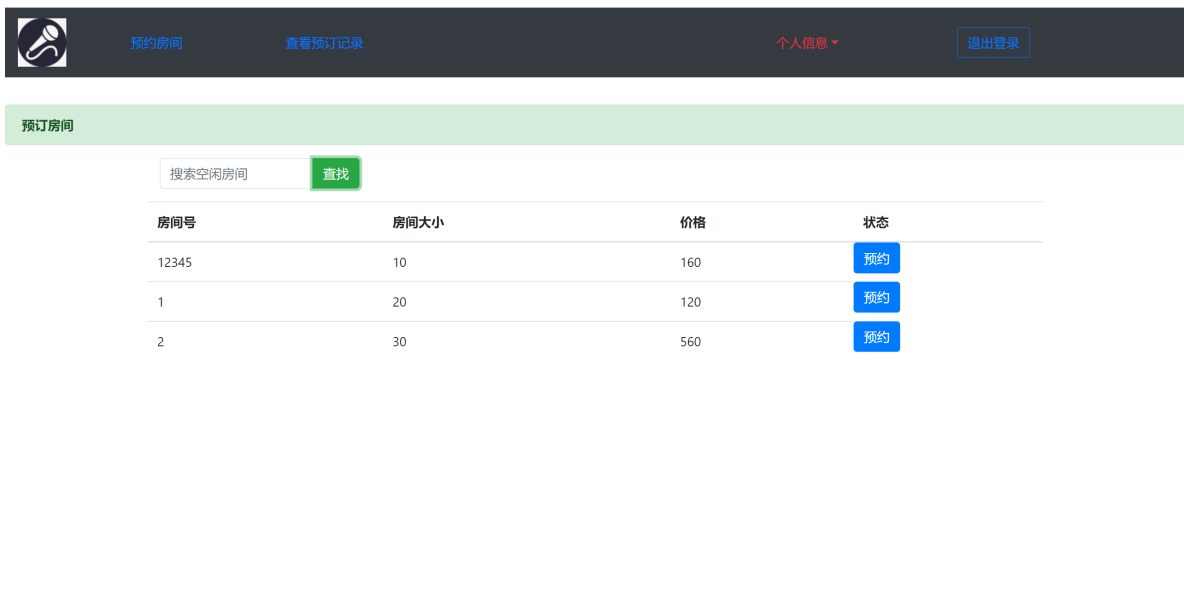 预约房间 查看预订记录 个人信息 退出登录
预订房间
搜索空闲房间 查找
房间号 房间大小 价格 状态
12345 10 160 预约
1 20 120 预约
2 30 560 预约